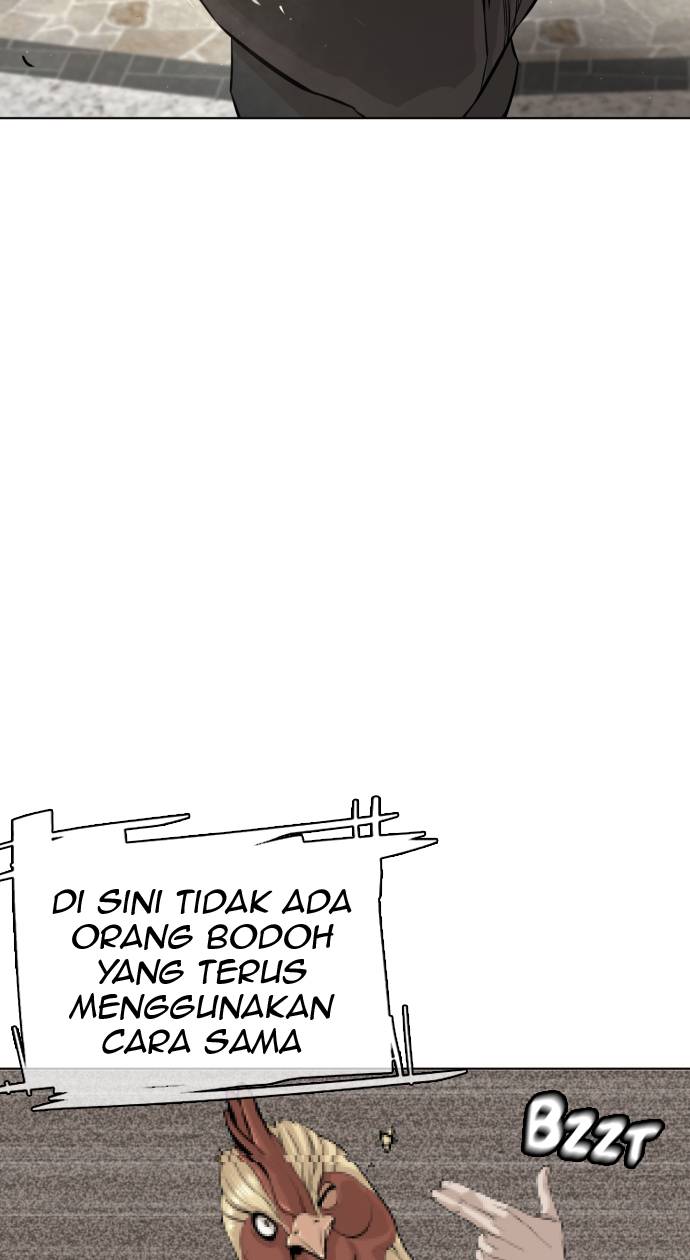 DI SINI TIDAK ADA
ORANG BODOH
YANG TERUS
MENGGUNAKAN
CARA SAMA
BZZT